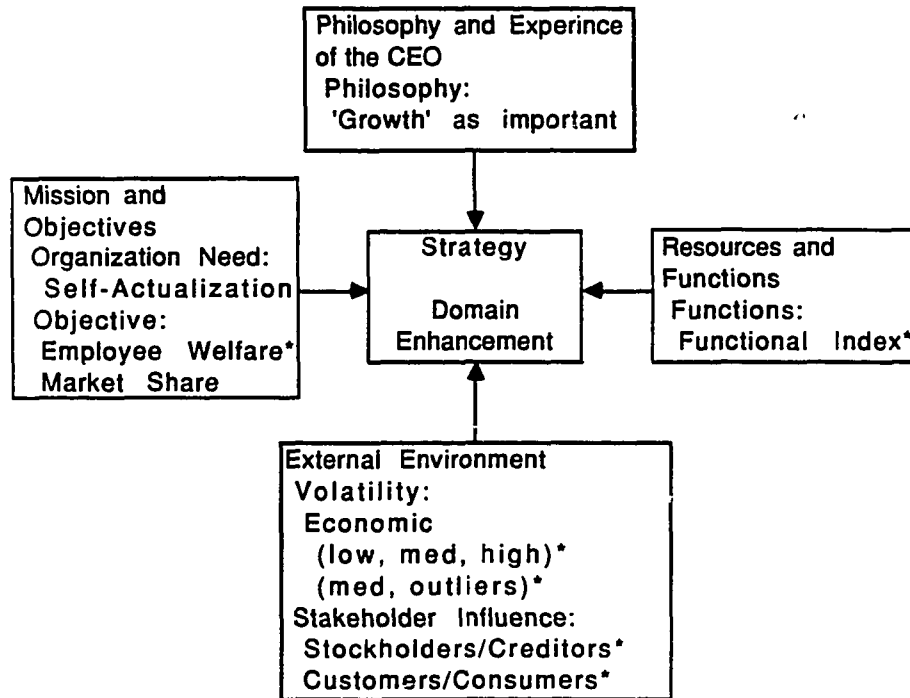 Philosophy and Experince
of the CEO
Philosophy:
'Growth' as important
Mission and
Objectives
Organization Need:
Self-Actualization
Objective:
Employee Welfare*
Market Share
Strategy
Domain
Enhancement
Resources and
Functions
Functions:
Functional Index*
External Environment
Volatility:
Economic
(low, med, high)*
(med, outliers)*
Stakeholder Influence:
Stockholders/Creditors*
Customers/Consumers*